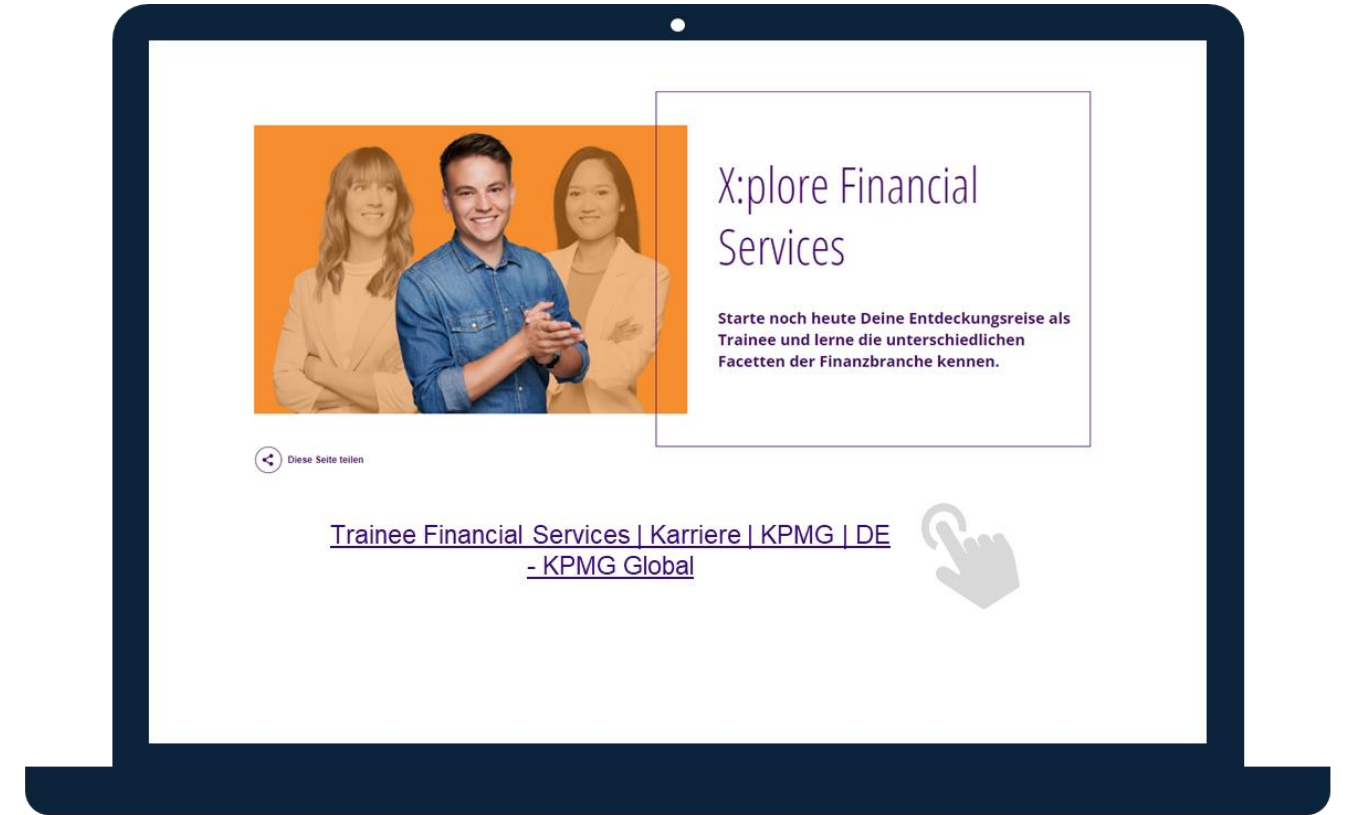 X:plore Financial
Services
Starte noch heute Deine Entdeckungsreise als
Trainee und lerne die unterschiedlichen
Facetten der Finanzbranche kennen.
Diese Seite teilen
Trainee Financial Services | Karriere | KPMG | DE
- KPMG Global